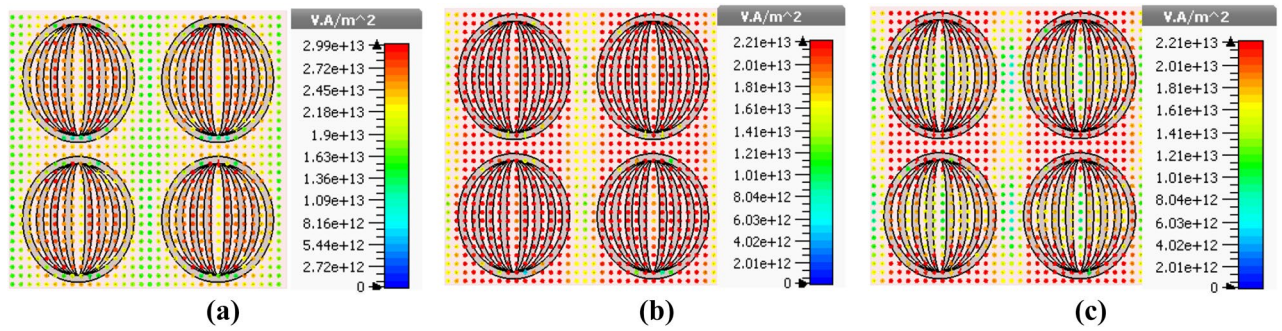 V.A/m^2
2.99e+13
2.72e+13
2.45e+13
2.18e+13
1.9e+13
1.63e+13
1.36e+13
1.09e+13
8.16e+12
5.44e+12
2.72e+12
0
(a)
V.A/m^2
2.21e+13
2.01e+13
1.81e+13
1.61e+13
1.41e+13
1.21e+13
1.01e+13
8.04e+12
6.03e+12
4.02e+12
2.01e+12
0
(b)
V.A/m^2
2.21e+13
2.01e+13
1.81e+13
1.61e+13
1.41e+13
1.21e+13
1.01e+13
8.04e+12
6.03e+12
4.02e+12
2.01e+12
0
(c)